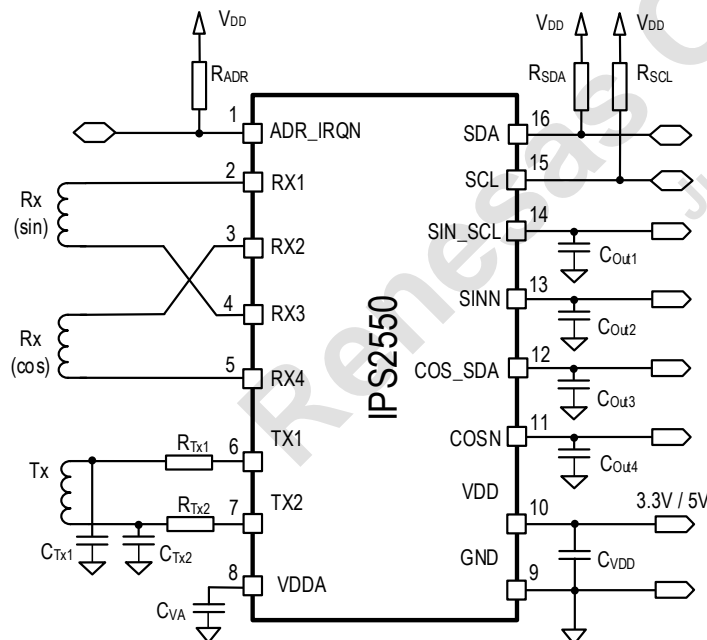 VDD
VDD
VDD
RADR
RSDA
RSCL
1
ADR_IRQN
SDA
16
2
RX1
SCL
15
Rx
(sin)
SIN_SCL
14
COut1
3
RX2
SINN
13
COut2
4
RX3
Rx
(cos)
COS_SDA
12
COut3
5
RX4
COSN
11
COut4
IPS2550
TX1
6
RTx1
Tx
TX2
7
RTx2
CTx1
CTx2
VDD
10
3.3V / 5V
CVDD
GND
9
8
VDDA
CVA
Renesas C